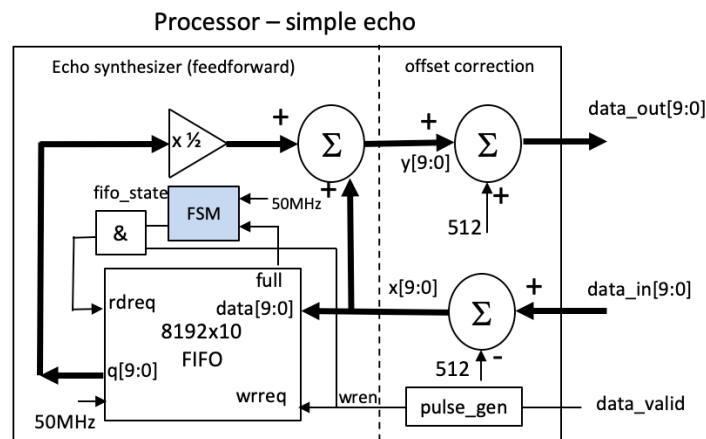 Processor – simple echo
Echo synthesizer (feedforward)
offset correction
data_out[9:0]
x ½
+
Σ
+
+
y[9:0]
Σ
+
512
fifo_state
FSM
50MHz
&
full
rdreq
data[9:0]
x[9:0]
Σ
+
data_in[9:0]
8192x10
FIFO
q[9:0]
512
-
wrreq
wren
pulse_gen
data_valid
50MHz